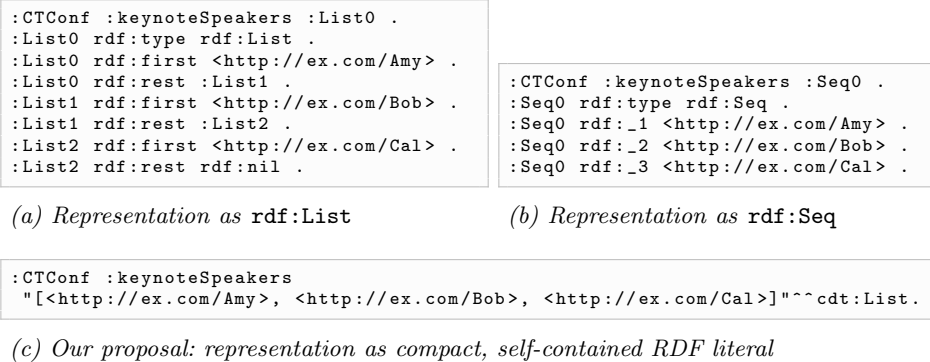 :CTConf :keynoteSpeakers :List0 .
:List0 rdf:type rdf:List .
:List0 rdf:first <http://ex.com/Amy> .
:List0 rdf:rest :List1 .
:List1 rdf:first <http://ex.com/Bob> .
:List1 rdf:rest :List2 .
:List2 rdf:first <http://ex.com/Cal> .
:List2 rdf:rest rdf:nil .
(a) Representation as rdf:List
:CTConf :keynoteSpeakers :Seq0 .
:Seq0 rdf:type rdf:Seq .
:Seq0 rdf:_1 <http://ex.com/Amy> .
:Seq0 rdf:_2 <http://ex.com/Bob> .
:Seq0 rdf:_3 <http://ex.com/Cal> .
(b) Representation as rdf:Seq
:CTConf :keynoteSpeakers
"[<http://ex.com/Amy>, <http://ex.com/Bob>, <http://ex.com/Cal>]"^^cdt:List.
(c) Our proposal: representation as compact, self-contained RDF literal